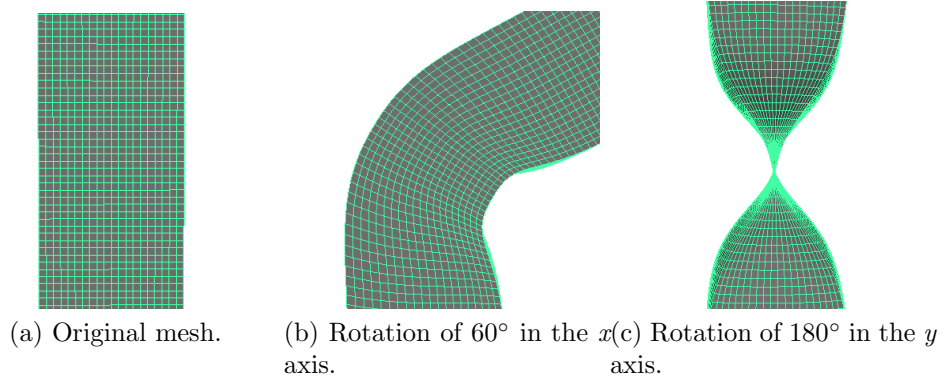 (a) Original mesh.
(b) Rotation of 60° in the x
axis.
(c) Rotation of 180° in the y
axis.